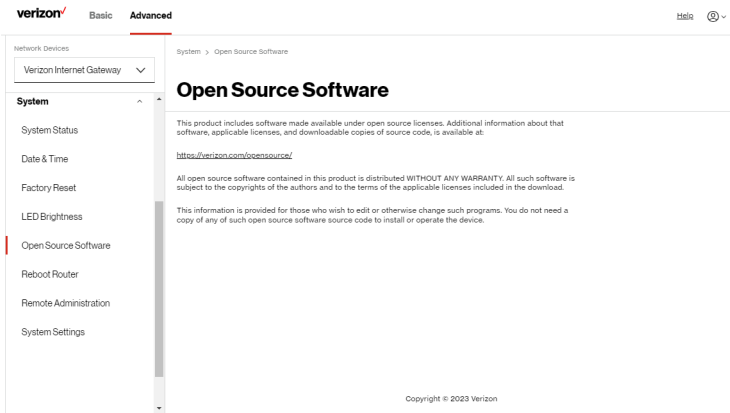 verizon
Basic
Advanced
Help
Network Devices
Verizon Internet Gateway
System
System Status
Date & Time
Factory Reset
LED Brightness
Open Source Software
Reboot Router
Remote Administration
System Settings
System > Open Source Software
Open Source Software
This product includes software made available under open source licenses. Additional information about that
software, applicable licenses, and downloadable copies of source code, is available at:
https://verizon.com/opensource/
All open source software contained in this product is distributed WITHOUT ANY WARRANTY. All such software is
subject to the copyrights of the authors and to the terms of the applicable licenses included in the download.
This information is provided for those who wish to edit or otherwise change such programs. You do not need a
copy of any of such open source software source code to install or operate the device.
Copyright © 2023 Verizon